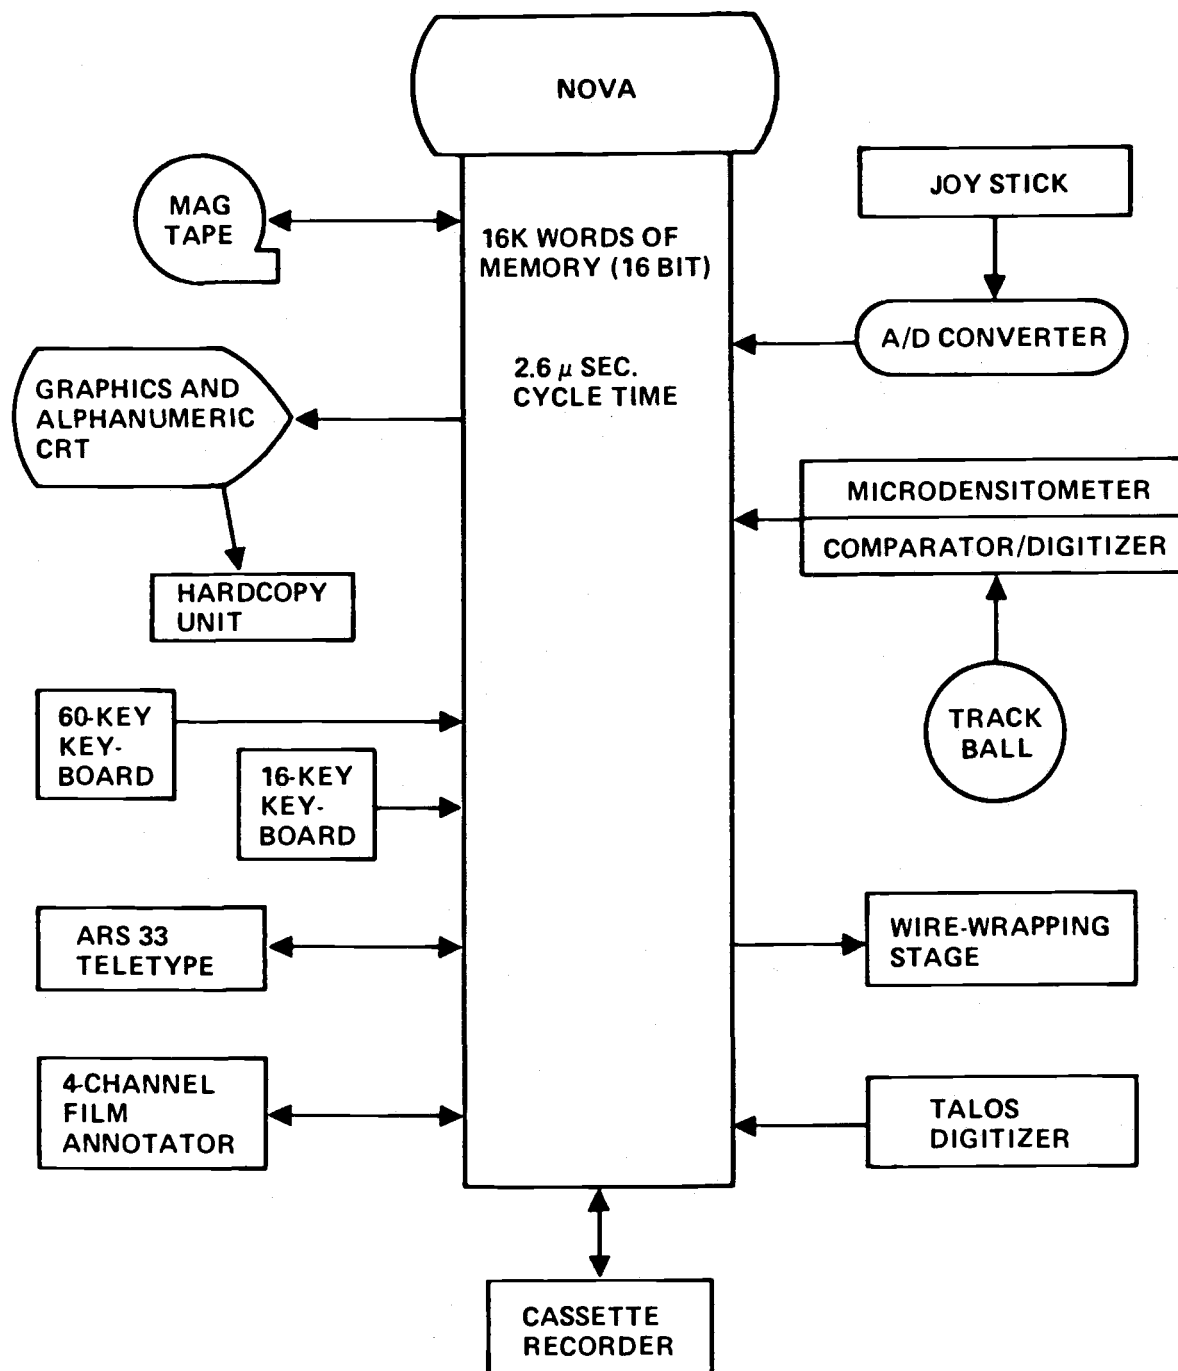 NOVA
MAG
TAPE
16K WORDS OF
MEMORY (16 BIT)
2.6 μ SEC.
CYCLE TIME
JOY STICK
A/D CONVERTER
GRAPHICS AND
ALPHANUMERIC
CRT
HARDCOPY
UNIT
MICRODENSITOMETER
COMPARATOR/DIGITIZER
TRACK
BALL
60-KEY
KEY-
BOARD
16-KEY
KEY-
BOARD
ARS 33
TELETYPE
WIRE-WRAPPING
STAGE
4-CHANNEL
FILM
ANNOTATOR
TALOS
DIGITIZER
CASSETTE
RECORDER